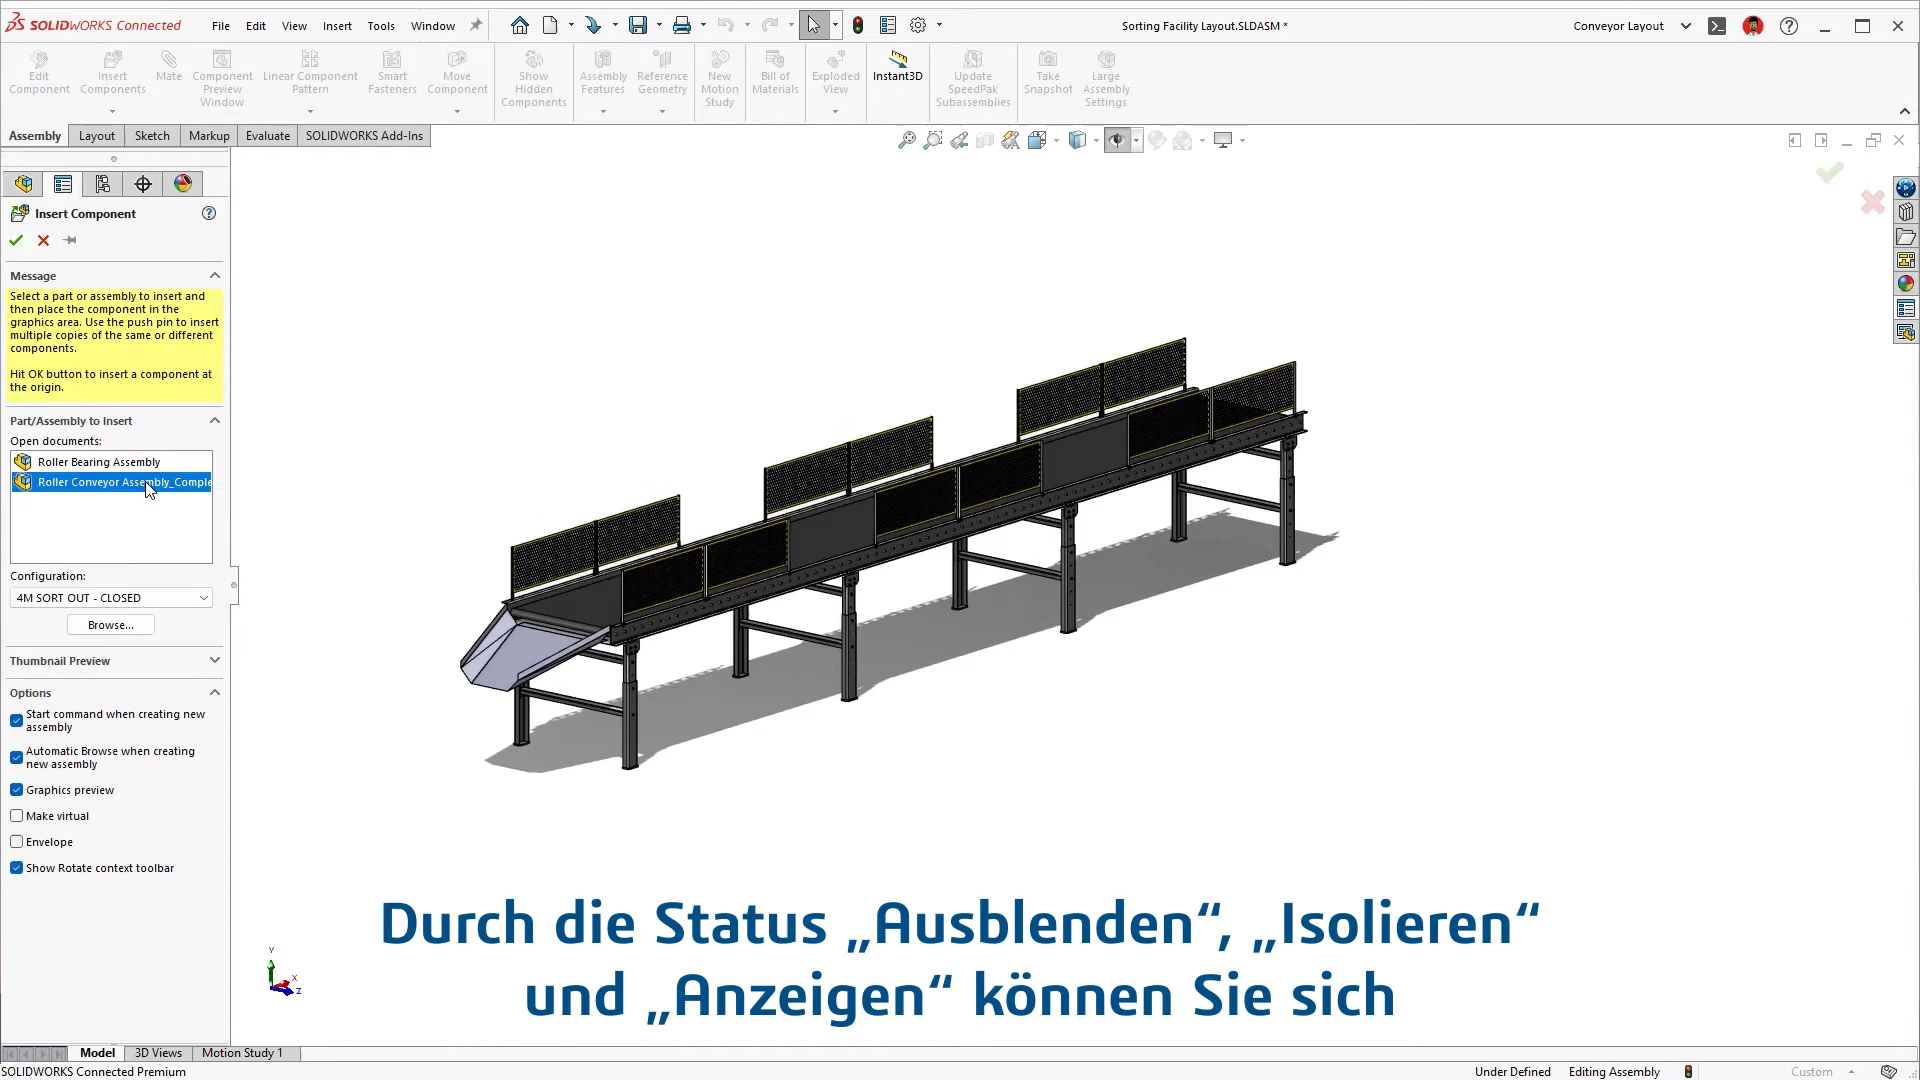 SOLIDWORKS Connected
File Edit View Insert Tools Window
Sorting Facility Layout.SLDASM *
Conveyor Layout
Edit Component
Insert Components
Mate
Component Preview Window
Linear Component Pattern
Smart Fasteners
Move Component
Show Hidden Components
Assembly Features
Reference Geometry
New Motion Study
Bill of Materials
Exploded View
Instant3D
Update SpeedPak Subassemblies
Take Snapshot
Large Assembly Settings
Assembly Layout Sketch Markup Evaluate SOLIDWORKS Add-Ins
Insert Component
Message
Select a part or assembly to insert and
then place the component in the
graphics area. Use the push pin to insert
multiple copies of the same or different
components.
Hit OK button to insert a component at
the origin.
Part/Assembly to Insert
Open documents:
Roller Bearing Assembly
Roller Conveyor Assembly_Comple
Configuration:
4M SORT OUT - CLOSED
Browse...
Thumbnail Preview
Options
Start command when creating new
assembly
Automatic Browse when creating
new assembly
Graphics preview
Make virtual
Envelope
Show Rotate context toolbar
Y
X
Z
Durch die Status „Ausblenden“, „Isolieren“
und „Anzeigen“ können Sie sich
Model 3D Views Motion Study 1
SOLIDWORKS Connected Premium
Under Defined Editing Assembly Custom